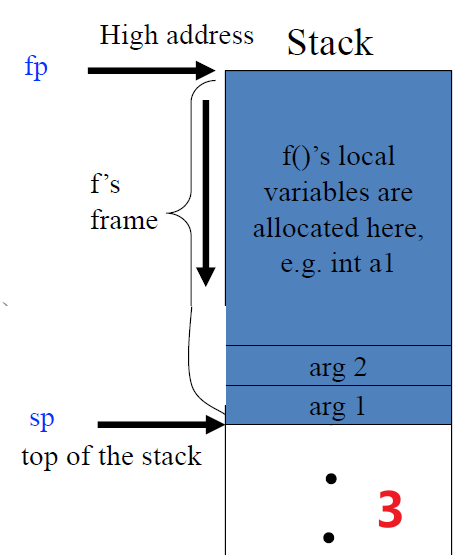 High address
Stack
fp
f()’s local
variables are
allocated here,
e.g. int a1
f’s
frame
arg 2
arg 1
sp
top of the stack
3